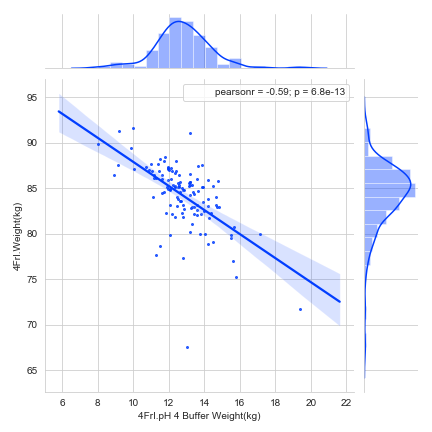 pearsonr = -0.59; p = 6.8e-13
95
90
85
80
75
70
65
4Frl.Weight(kg)
6 8 10 12 14 16 18 20 22
4Frl.pH 4 Buffer Weight(kg)